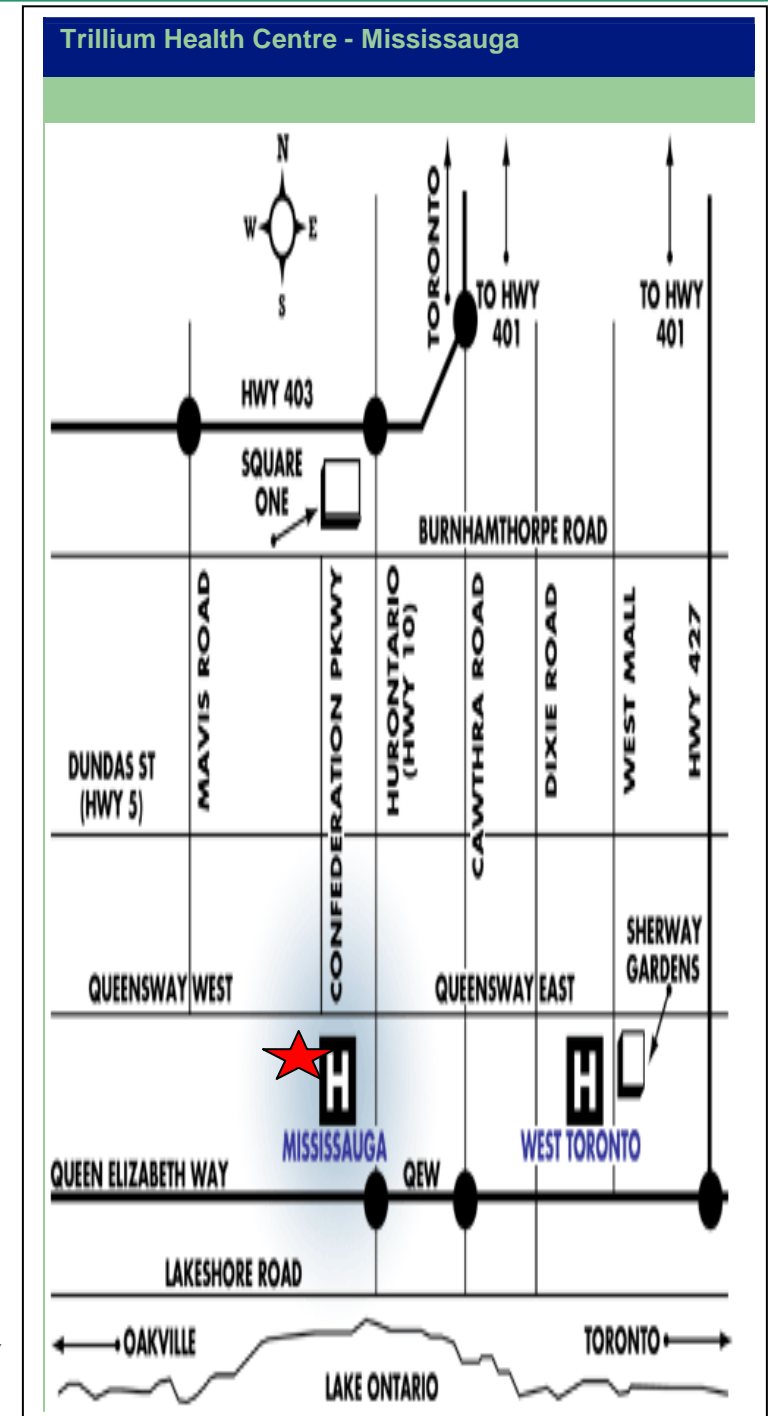 Trillium Health Centre - Mississauga
N
W E
S
TORONTO
TO HWY
401
TO HWY
401
HWY 403
SQUARE
ONE
BURNHAMTHORPE ROAD
MAVIS ROAD
CONFEDERATION PKWY
HURONTARIO
(HWY 10)
CAWTHRA ROAD
DIXIE ROAD
WEST MALL
HWY 427
DUNDAS ST
(HWY 5)
SHERWAY
GARDENS
QUEENSWAY WEST
QUEENSWAY EAST
H
H
MISSISSAUGA
WEST TORONTO
QUEEN ELIZABETH WAY
QEW
LAKESHORE ROAD
OAKVILLE
TORONTO
LAKE ONTARIO